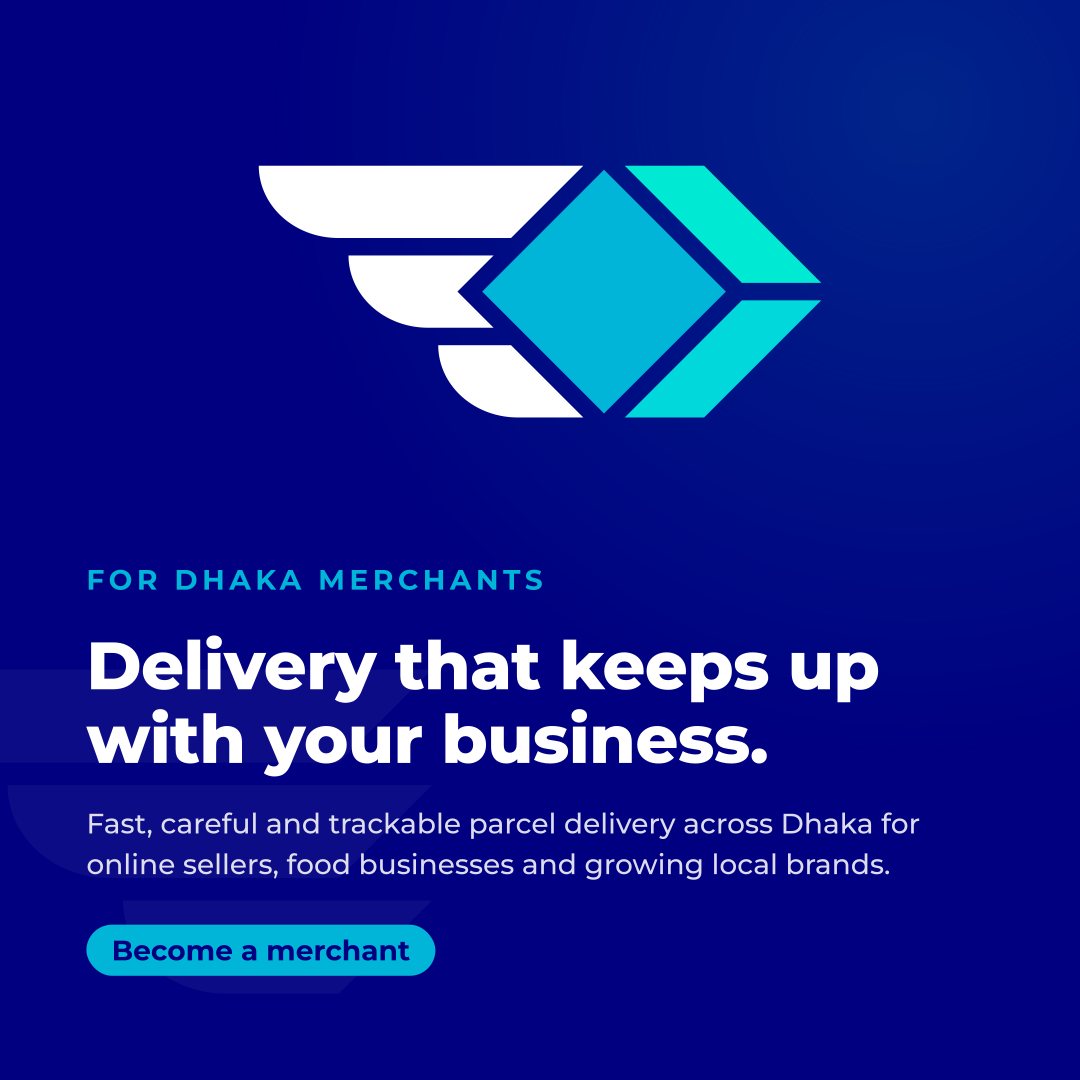 FOR DHAKA MERCHANTS
Delivery that keeps up
with your business.
Fast, careful and trackable parcel delivery across Dhaka for
online sellers, food businesses and growing local brands.
Become a merchant